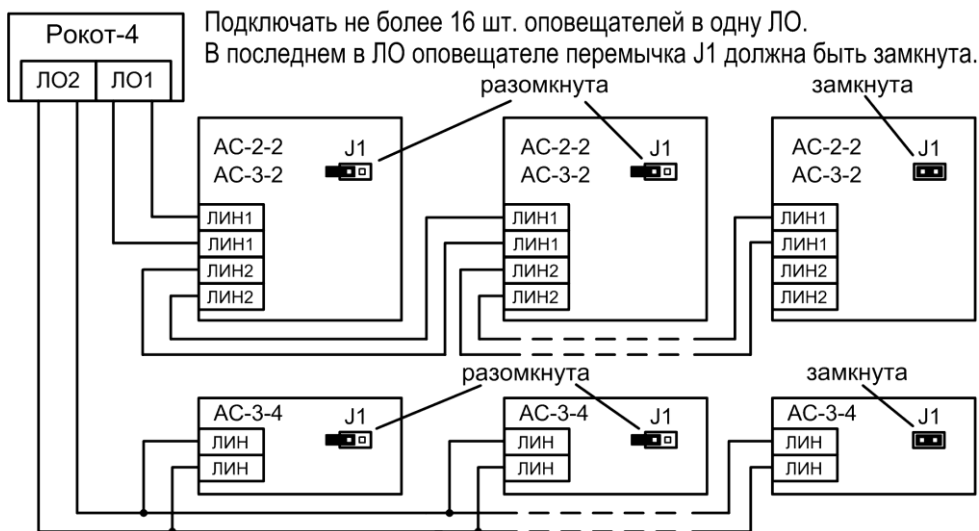 Рокот-4
ЛО2 ЛО1
Подключать не более 16 шт. оповещателей в одну ЛО.
В последнем в ЛО оповещателе перемычка J1 должна быть замкнута.
разомкнута
замкнута
АС-2-2
АС-3-2
J1
ЛИН1
ЛИН1
ЛИН2
ЛИН2
АС-2-2
АС-3-2
J1
ЛИН1
ЛИН1
ЛИН2
ЛИН2
АС-2-2
АС-3-2
J1
ЛИН1
ЛИН1
ЛИН2
ЛИН2
разомкнута
замкнута
АС-3-4
J1
ЛИН
ЛИН
АС-3-4
J1
ЛИН
ЛИН
АС-3-4
J1
ЛИН
ЛИН